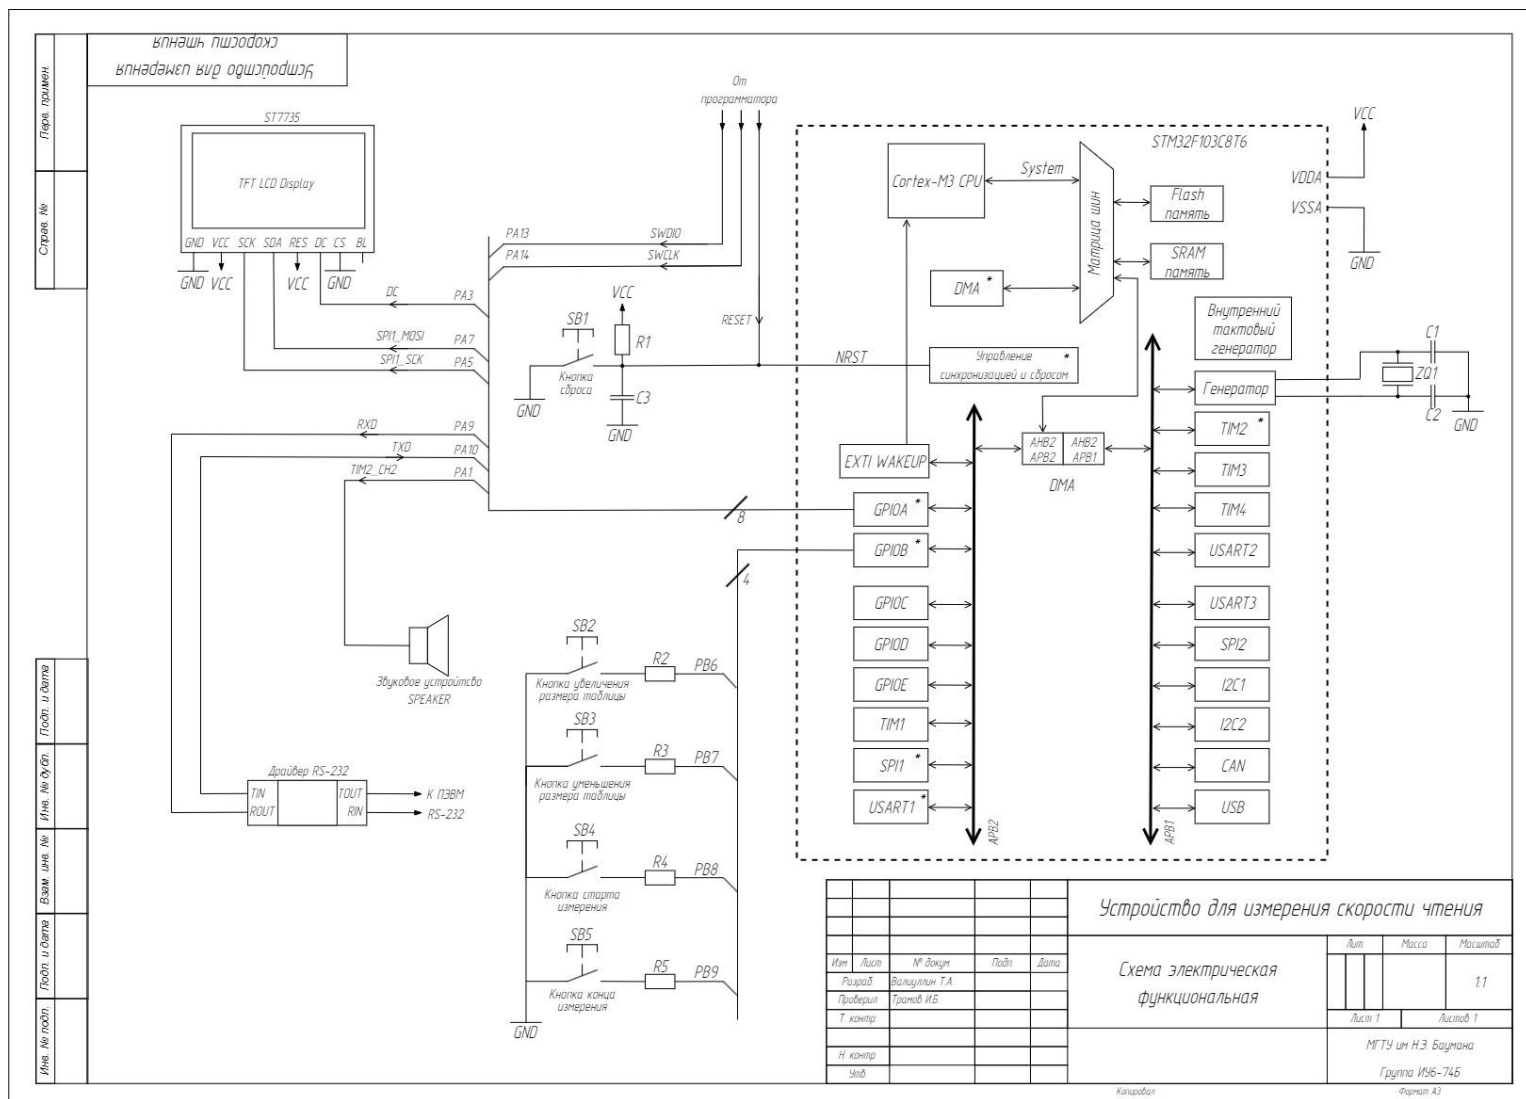 Перв. примен.
Справ. №
Подп. и дата
Инв. № дубл.
Взам. инв. №
Подп. и дата
Инв. № подл.
Устройство для измерения
скорости чтения
ST7735
TFT LCD Display
GND VCC SCK SDA RES DC CS BL
GND
VCC
VCC
GND
DC
PA3
SPI1_MOSI
PA7
SPI1_SCK
PA5
RXD
PA9
TXD
PA10
TIM2_CH2
PA1
PA13
SWDIO
PA14
SWCLK
От
программатора
RESET
VCC
SB1
R1
Кнопка
сброса
GND
C3
GND
NRST
8
4
Звуковое устройство
SPEAKER
Драйвер RS-232
TIN
TOUT
К ПЭВМ
ROUT
RIN
RS-232
SB2
R2
PB6
Кнопка увеличения
размера таблицы
SB3
R3
PB7
Кнопка уменьшения
размера таблицы
SB4
R4
PB8
Кнопка старта
измерения
SB5
R5
PB9
Кнопка конца
измерения
GND
STM32F103C8T6
Cortex-M3 CPU
System
Матрица шин
Flash
память
SRAM
память
DMA *
Управление *
синхронизацией и сбросом
Внутренний
тактовый
генератор
Генератор
EXTI WAKEUP
AHB2
APB2
AHB2
APB1
DMA
GPIOA *
GPIOB *
GPIOC
GPIOD
GPIOE
TIM1
SPI1 *
USART1 *
APB2
TIM2 *
TIM3
TIM4
USART2
USART3
SPI2
I2C1
I2C2
CAN
USB
APB1
VCC
VDDA
VSSA
GND
C1
ZQ1
C2
GND
Устройство для измерения скорости чтения
Изм Лист № докум. Подп. Дата
Разраб. Валиуллин Т.А.
Проверил Трамов И.Б.
Т. контр.
Н. контр.
Утв.
Схема электрическая
функциональная
Лит. Масса Масштаб
1:1
Лист 1 Листов 1
МГТУ им Н.Э. Баумана
Группа ИУ6-74Б
Копировал
Формат А3